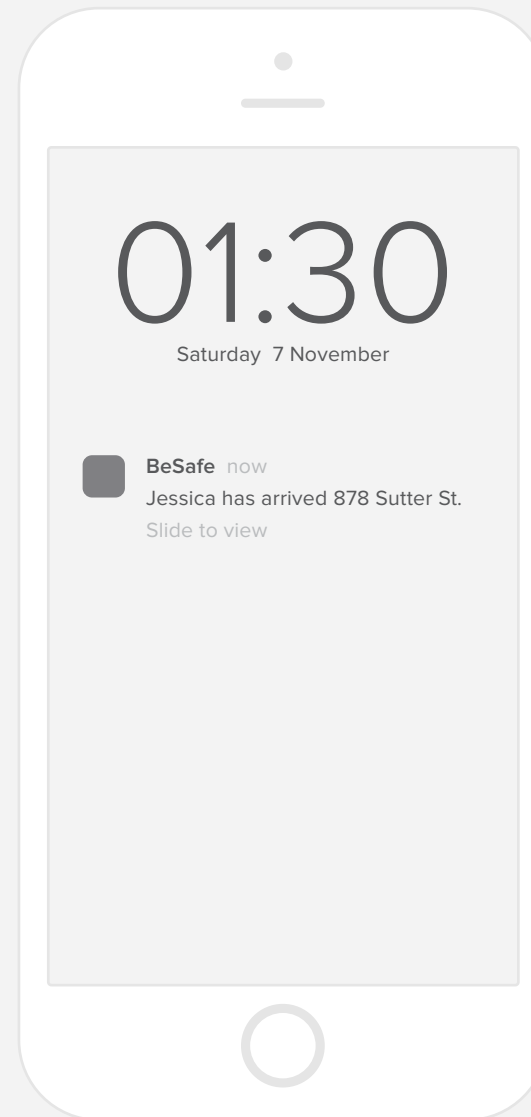 01:30
Saturday 7 November
BeSafe now
Jessica has arrived 878 Sutter St.
Slide to view